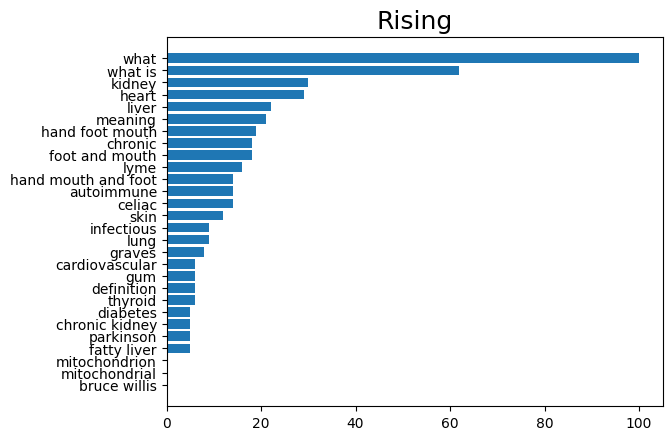 Rising
what
what is
kidney
heart
liver
meaning
hand foot mouth
chronic
foot and mouth
lyme
hand mouth and foot
autoimmune
celiac
skin
infectious
lung
graves
cardiovascular
gum
definition
thyroid
diabetes
chronic kidney
parkinson
fatty liver
mitochondrion
mitochondrial
bruce willis
0 20 40 60 80 100